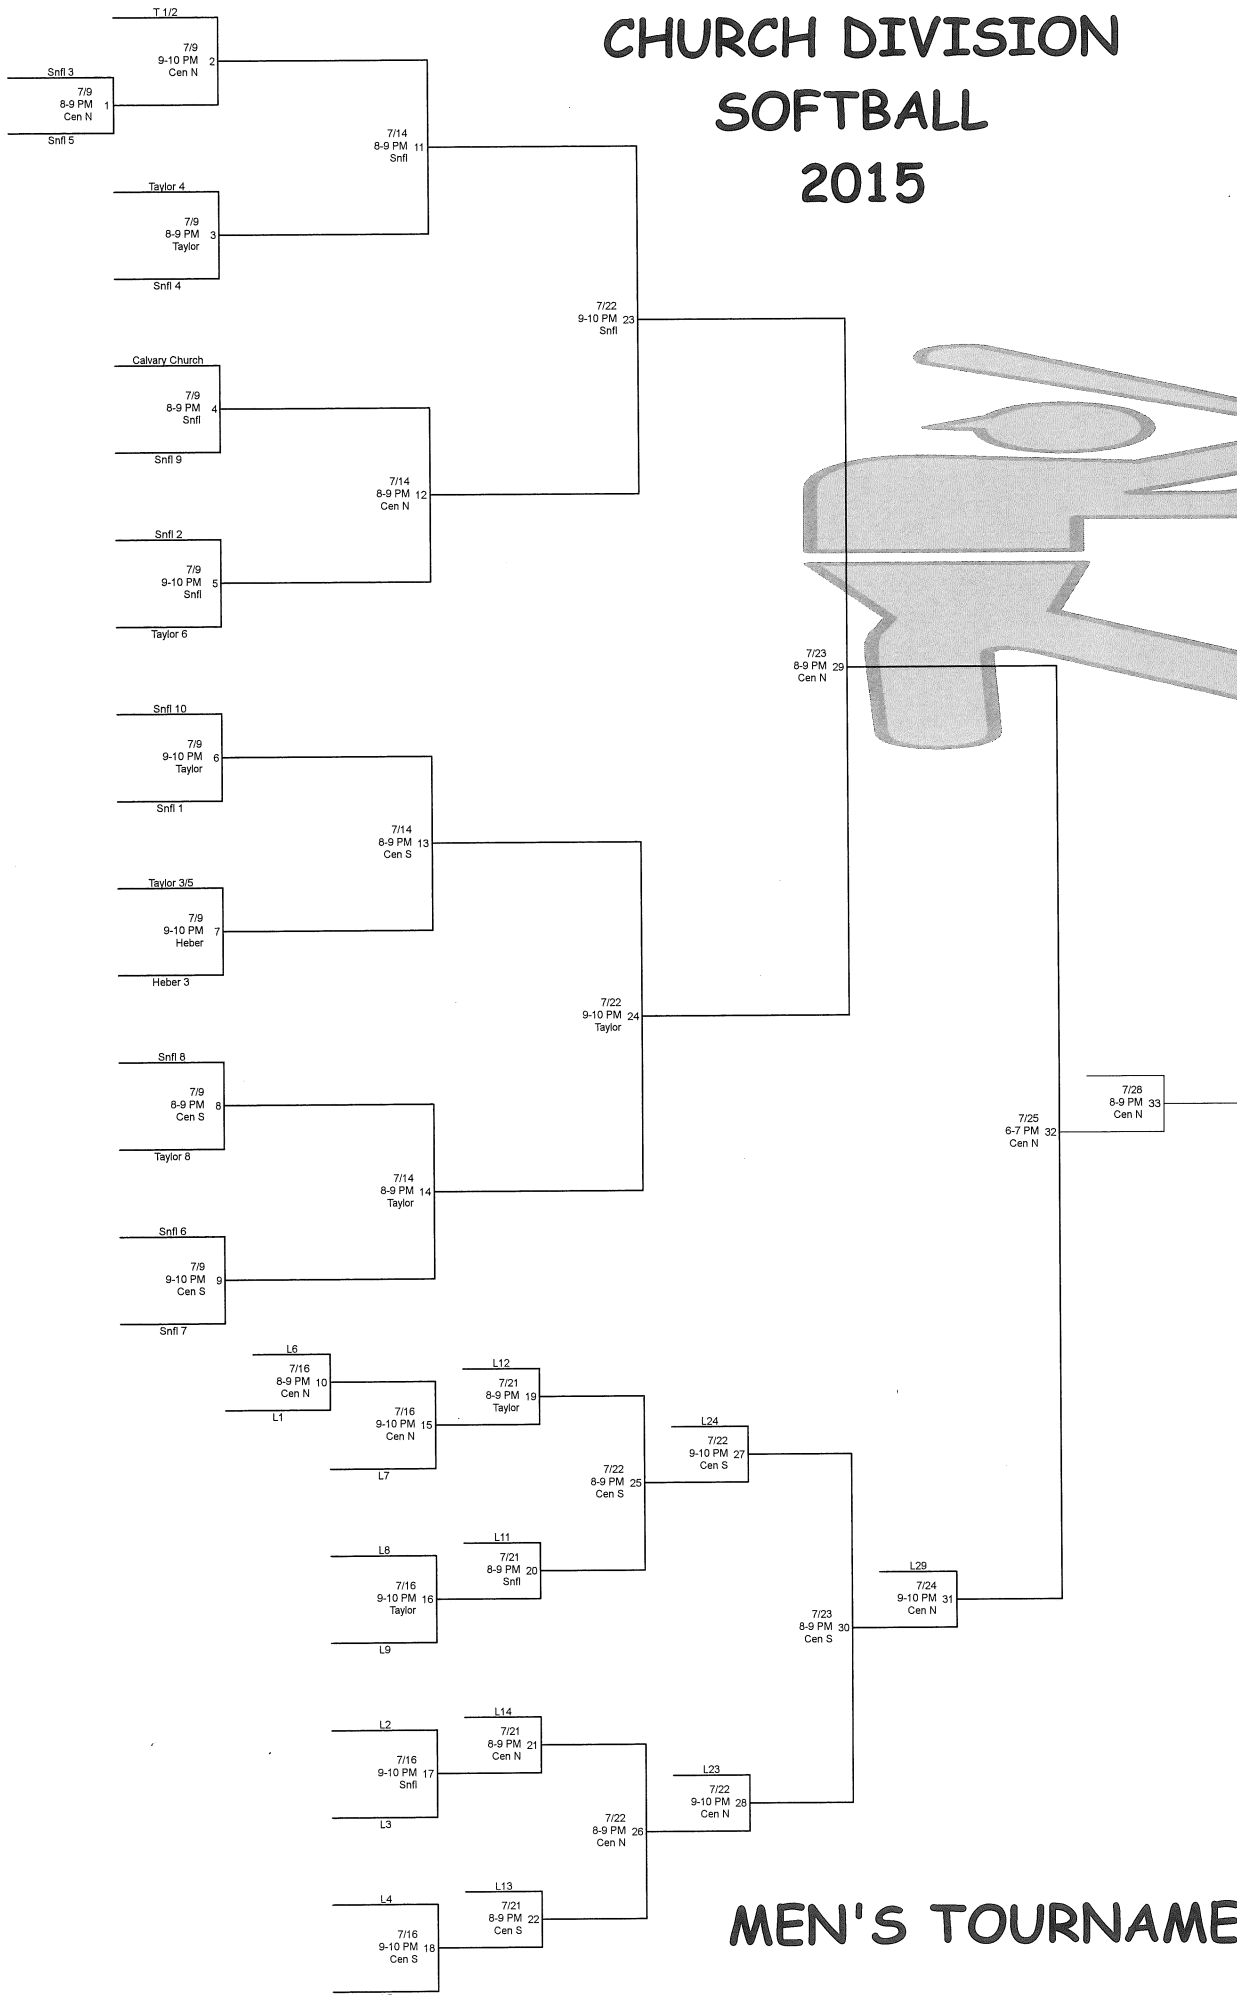 CHURCH DIVISION
SOFTBALL
2015
T 1/2
7/9
9-10 PM 2
Cen N
Snfl 3
7/9
8-9 PM 1
Cen N
Snfl 5
7/14
8-9 PM 11
Snfl
Taylor 4
7/9
8-9 PM 3
Taylor
Snfl 4
7/22
9-10 PM 23
Snfl
Calvary Church
7/9
8-9 PM 4
Snfl
Snfl 9
7/14
8-9 PM 12
Cen N
Snfl 2
7/9
9-10 PM 5
Snfl
Taylor 6
7/23
8-9 PM 29
Cen N
Snfl 10
7/9
9-10 PM 6
Taylor
Snfl 1
7/14
8-9 PM 13
Cen S
Taylor 3/5
7/9
9-10 PM 7
Heber
Heber 3
7/22
9-10 PM 24
Taylor
Snfl 8
7/9
8-9 PM 8
Cen S
Taylor 8
7/14
8-9 PM 14
Taylor
Snfl 6
7/9
9-10 PM 9
Cen S
Snfl 7
7/28
8-9 PM 33
Cen N
7/25
6-7 PM 32
Cen N
L6
7/16
8-9 PM 10
Cen N
L1
7/16
9-10 PM 15
Cen N
L7
L12
7/21
8-9 PM 19
Taylor
L24
7/22
9-10 PM 27
Cen S
7/22
8-9 PM 25
Cen S
L8
7/16
9-10 PM 16
Taylor
L9
L11
7/21
8-9 PM 20
Snfl
L29
7/24
9-10 PM 31
Cen N
7/23
8-9 PM 30
Cen S
L2
7/16
9-10 PM 17
Snfl
L3
L14
7/21
8-9 PM 21
Cen N
L23
7/22
9-10 PM 28
Cen N
7/22
8-9 PM 26
Cen N
L4
7/16
9-10 PM 18
Cen S
L13
7/21
8-9 PM 22
Cen S
MEN'S TOURNAME